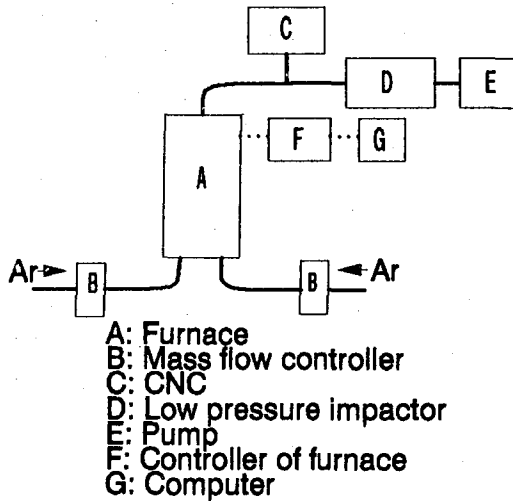 C
D
E
A
F
G
Ar
B
B
Ar
A: Furnace
B: Mass flow controller
C: CNC
D: Low pressure impactor
E: Pump
F: Controller of furnace
G: Computer